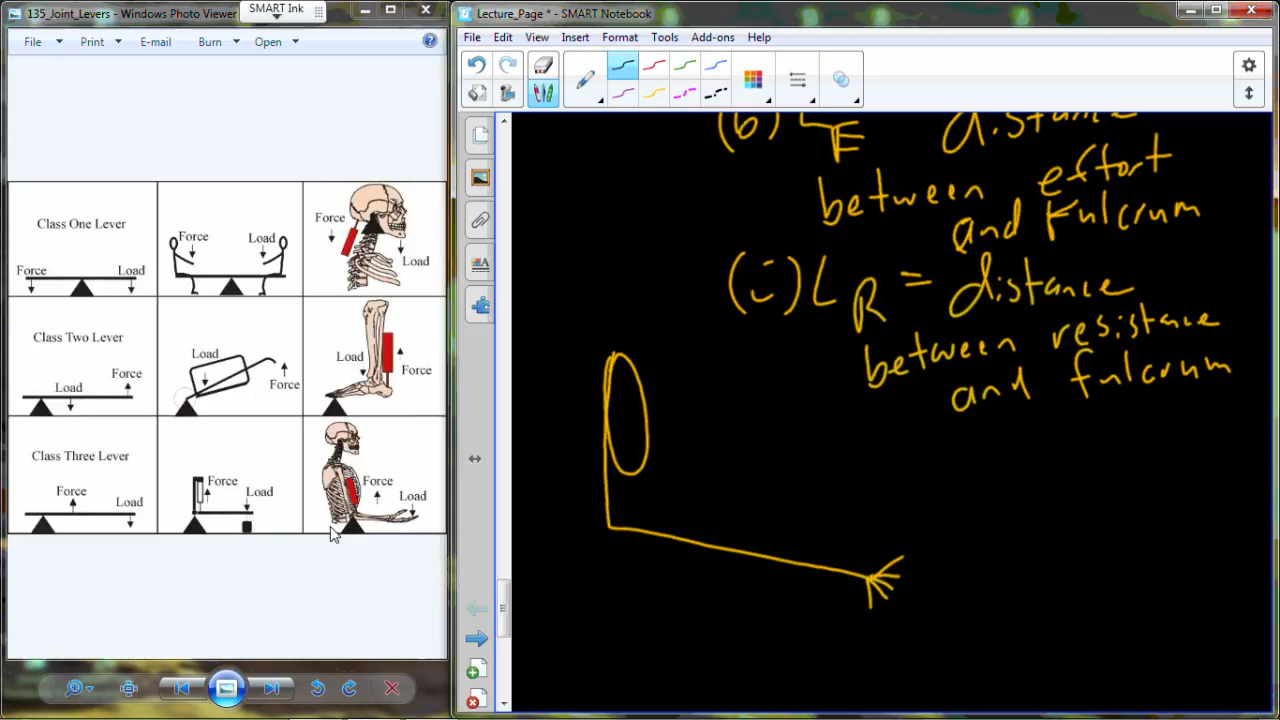 135_Joint_Levers - Windows Photo Viewer
SMART Ink
File Print E-mail Burn Open
Class One Lever
Force
Load
Force
Load
Force
Load
Class Two Lever
Load
Force
Load
Force
Load
Force
Class Three Lever
Force
Load
Force
Load
Force
Load
Lecture_Page * - SMART Notebook
File Edit View Insert Format Tools Add-ons Help
(b) L E distance
between effort
and Fulcrum
(c) L R = distance
between resistance
and fulcrum